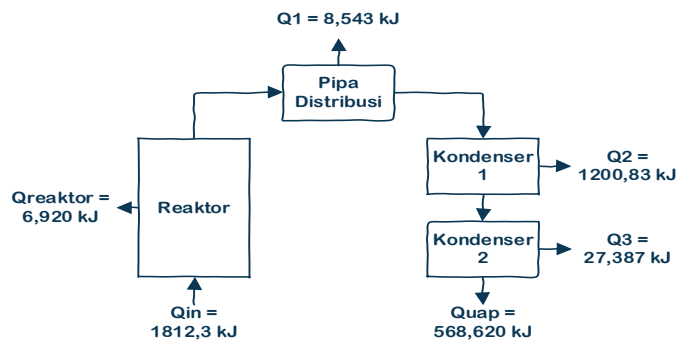 Q1 = 8,543 kJ
Pipa
Distribusi
Kondenser
1
Q2 =
1200,83 kJ
Qreaktor =
6,920 kJ
Reaktor
Kondenser
2
Q3 =
27,387 kJ
Qin =
1812,3 kJ
Quap =
568,620 kJ